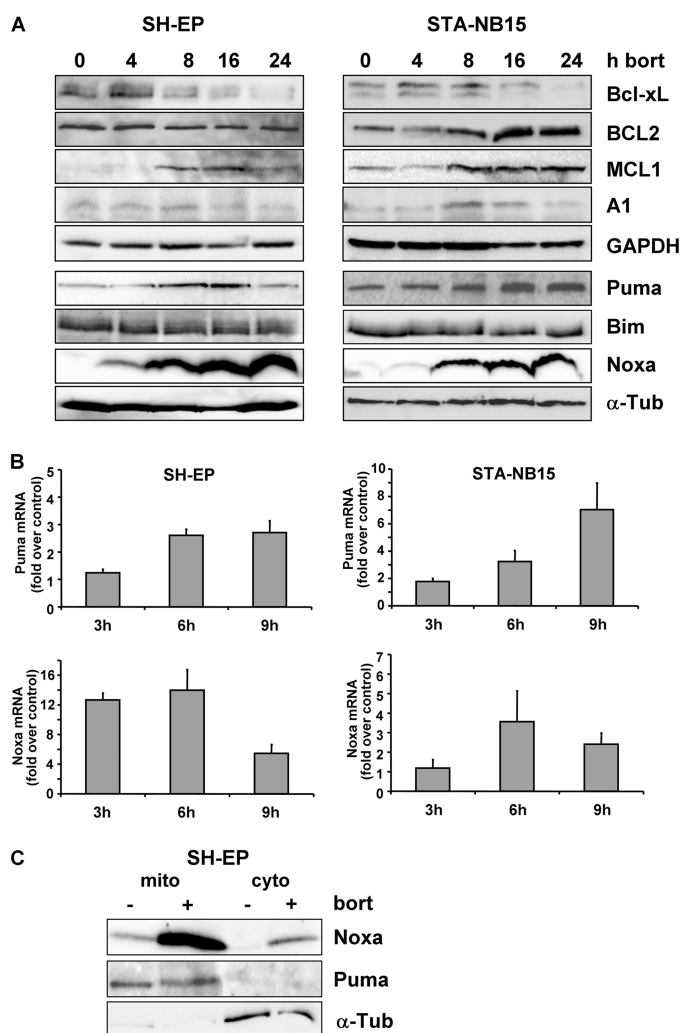 A
SH-EP STA-NB15
0 4 8 16 24 0 4 8 16 24 h bort
Bcl-xL
BCL2
MCL1
A1
GAPDH
Puma
Bim
Noxa
α-Tub
B
SH-EP
Puma mRNA
(fold over control)
5
4
3
2
1
0
3h 6h 9h
STA-NB15
Puma mRNA
(fold over control)
10
8
6
4
2
0
3h 6h 9h
Noxa mRNA
(fold over control)
16
12
8
4
0
3h 6h 9h
Noxa mRNA
(fold over control)
7
6
5
4
3
2
1
0
3h 6h 9h
C
SH-EP
mito cyto
- + - + bort
Noxa
Puma
α-Tub